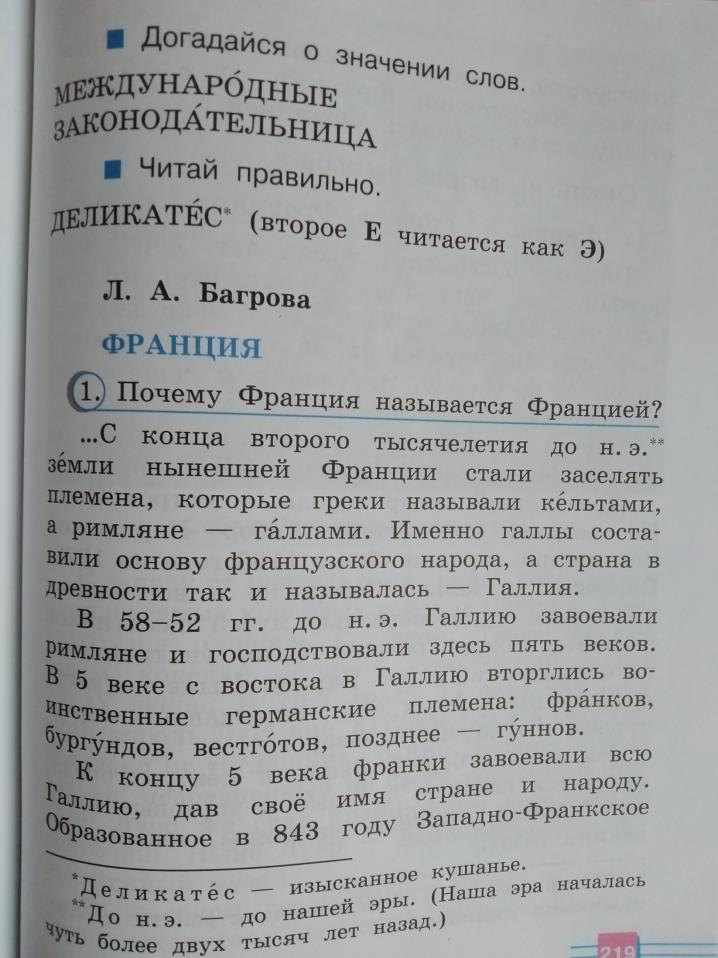 Догадайся о значении слов.
МЕЖДУНАРО́ДНЫЕ
ЗАКОНОДА́ТЕЛЬНИЦА
Читай правильно.
ДЕЛИКАТЕ́С* (второе Е читается как Э)
Л. А. Багрова
ФРАНЦИЯ
1. Почему Франция называется Францией?
...С конца второго тысячелетия до н. э.**
зе́мли нынешней Франции стали заселять
племена, которые греки называли ке́льтами,
а римляне — га́ллами. Именно галлы соста-
вили основу французского народа, а страна в
древности так и называлась — Галлия.
В 58–52 гг. до н. э. Галлию завоевали
римляне и господствовали здесь пять веков.
В 5 веке с востока в Галлию вторглись во-
инственные германские племена: фра́нков,
бургу́ндов, вестго́тов, позднее — гу́ннов.
К концу 5 века франки завоевали всю
Галлию, дав своё имя стране и народу.
Образованное в 843 году Западно-Франкское
*Деликате́с — изысканное кушанье.
**До н. э. — до нашей эры. (Наша эра началась
чуть более двух тысяч лет назад.)
219